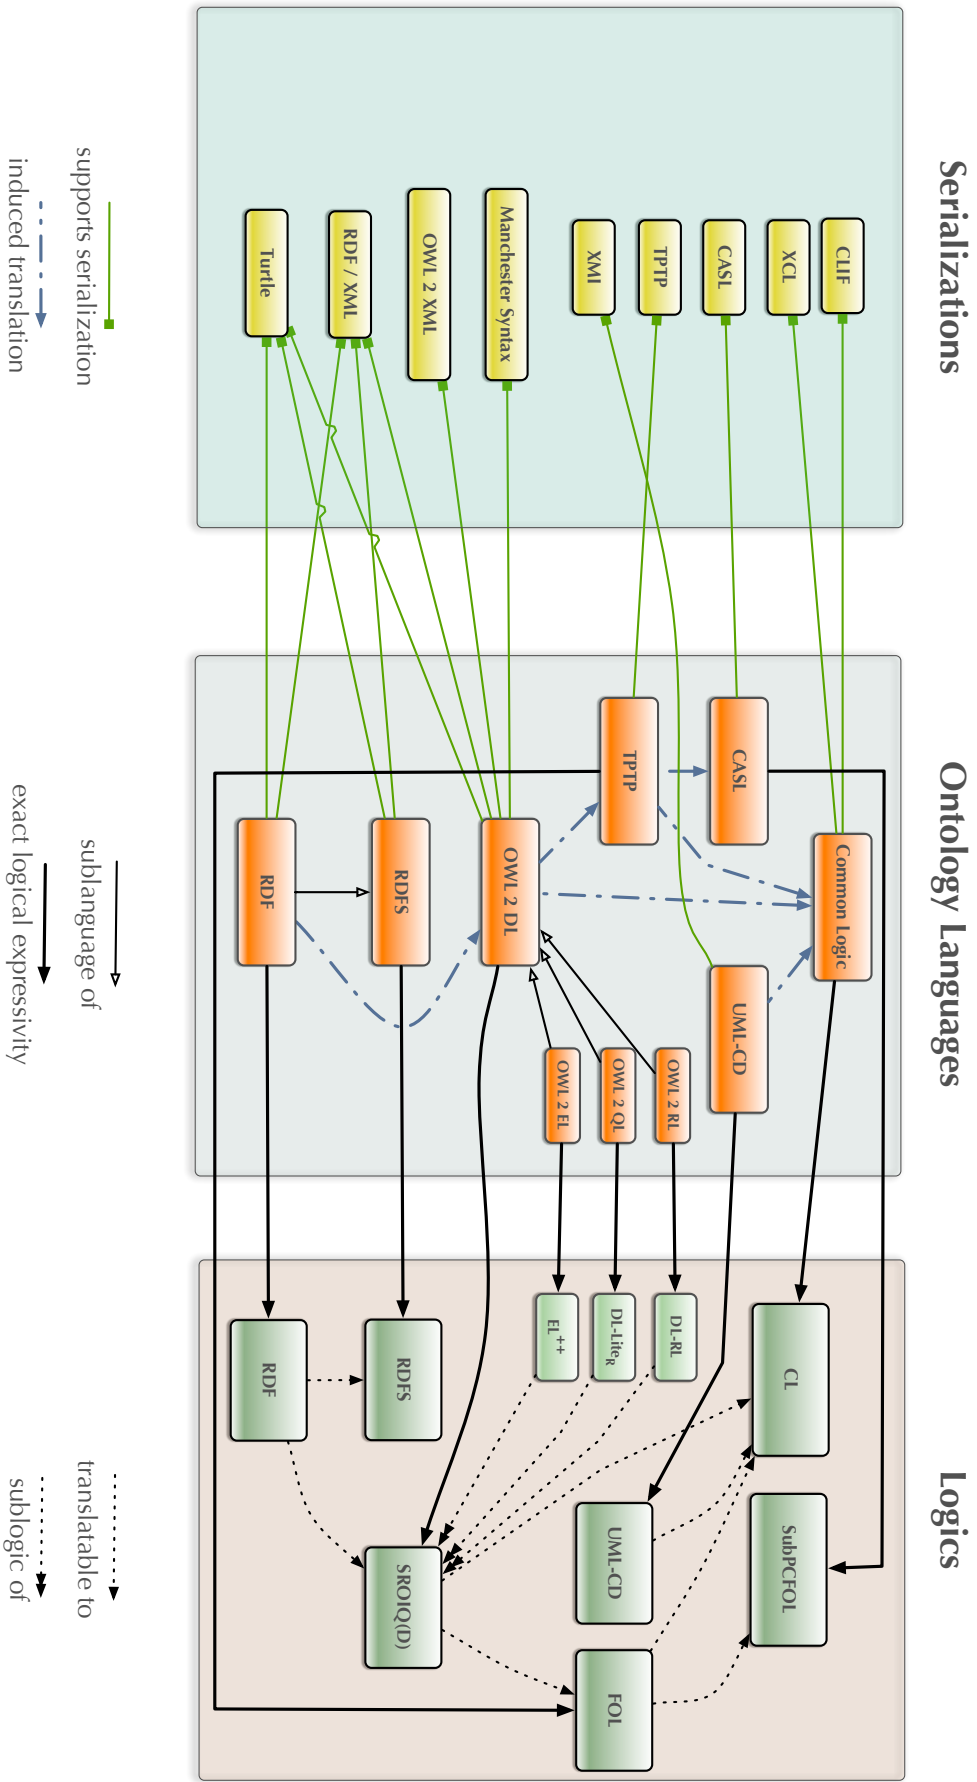 Serializations
CLIF
XCL
CASL
TPTP
XMI
Manchester Syntax
OWL 2 XML
RDF / XML
Turtle
Ontology Languages
Common Logic
CASL
UML-CD
TPTP
OWL 2 RL
OWL 2 QL
OWL 2 EL
OWL 2 DL
RDFS
RDF
Logics
CL
SubPCFOL
DL-RL
DL-LiteR
EL++
UML-CD
FOL
RDFS
SROIQ(D)
RDF
supports serialization
induced translation
sublanguage of
exact logical expressivity
translatable to
sublogic of